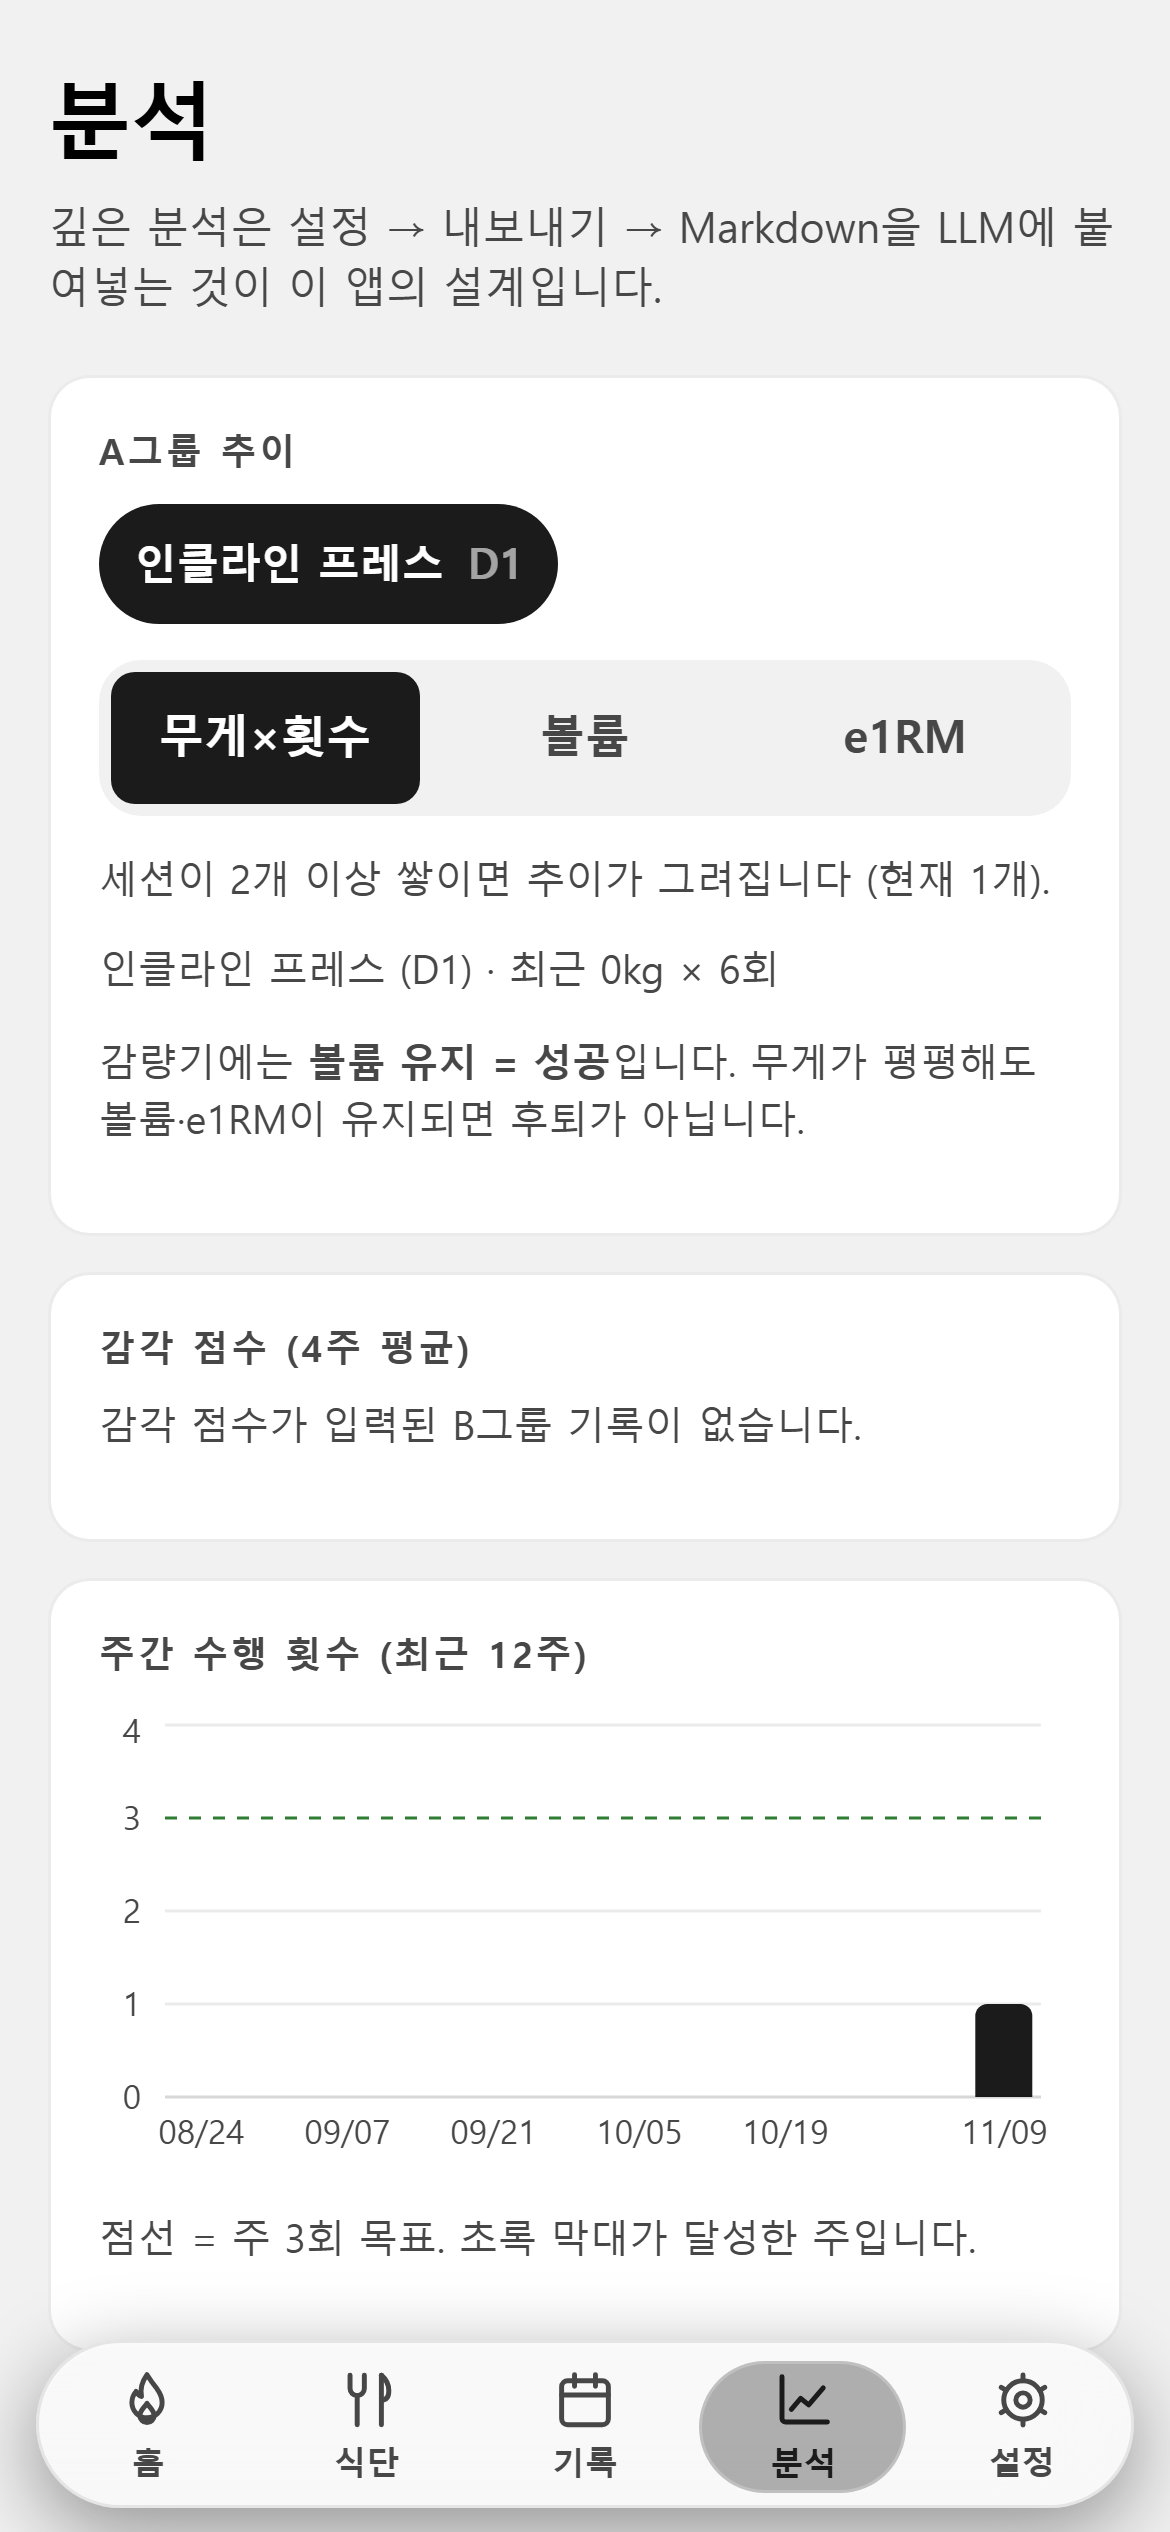 분석
깊은 분석은 설정 → 내보내기 → Markdown을 LLM에 붙
여넣는 것이 이 앱의 설계입니다.
A그룹 추이
인클라인 프레스 D1
무게×횟수 볼륨 e1RM
세션이 2개 이상 쌓이면 추이가 그려집니다 (현재 1개).
인클라인 프레스 (D1) · 최근 0kg × 6회
감량기에는 볼륨 유지 = 성공입니다. 무게가 평평해도
볼륨·e1RM이 유지되면 후퇴가 아닙니다.
감각 점수 (4주 평균)
감각 점수가 입력된 B그룹 기록이 없습니다.
주간 수행 횟수 (최근 12주)
4
3
2
1
0
08/24 09/07 09/21 10/05 10/19 11/09
점선 = 주 3회 목표. 초록 막대가 달성한 주입니다.
홈 식단 기록 분석 설정